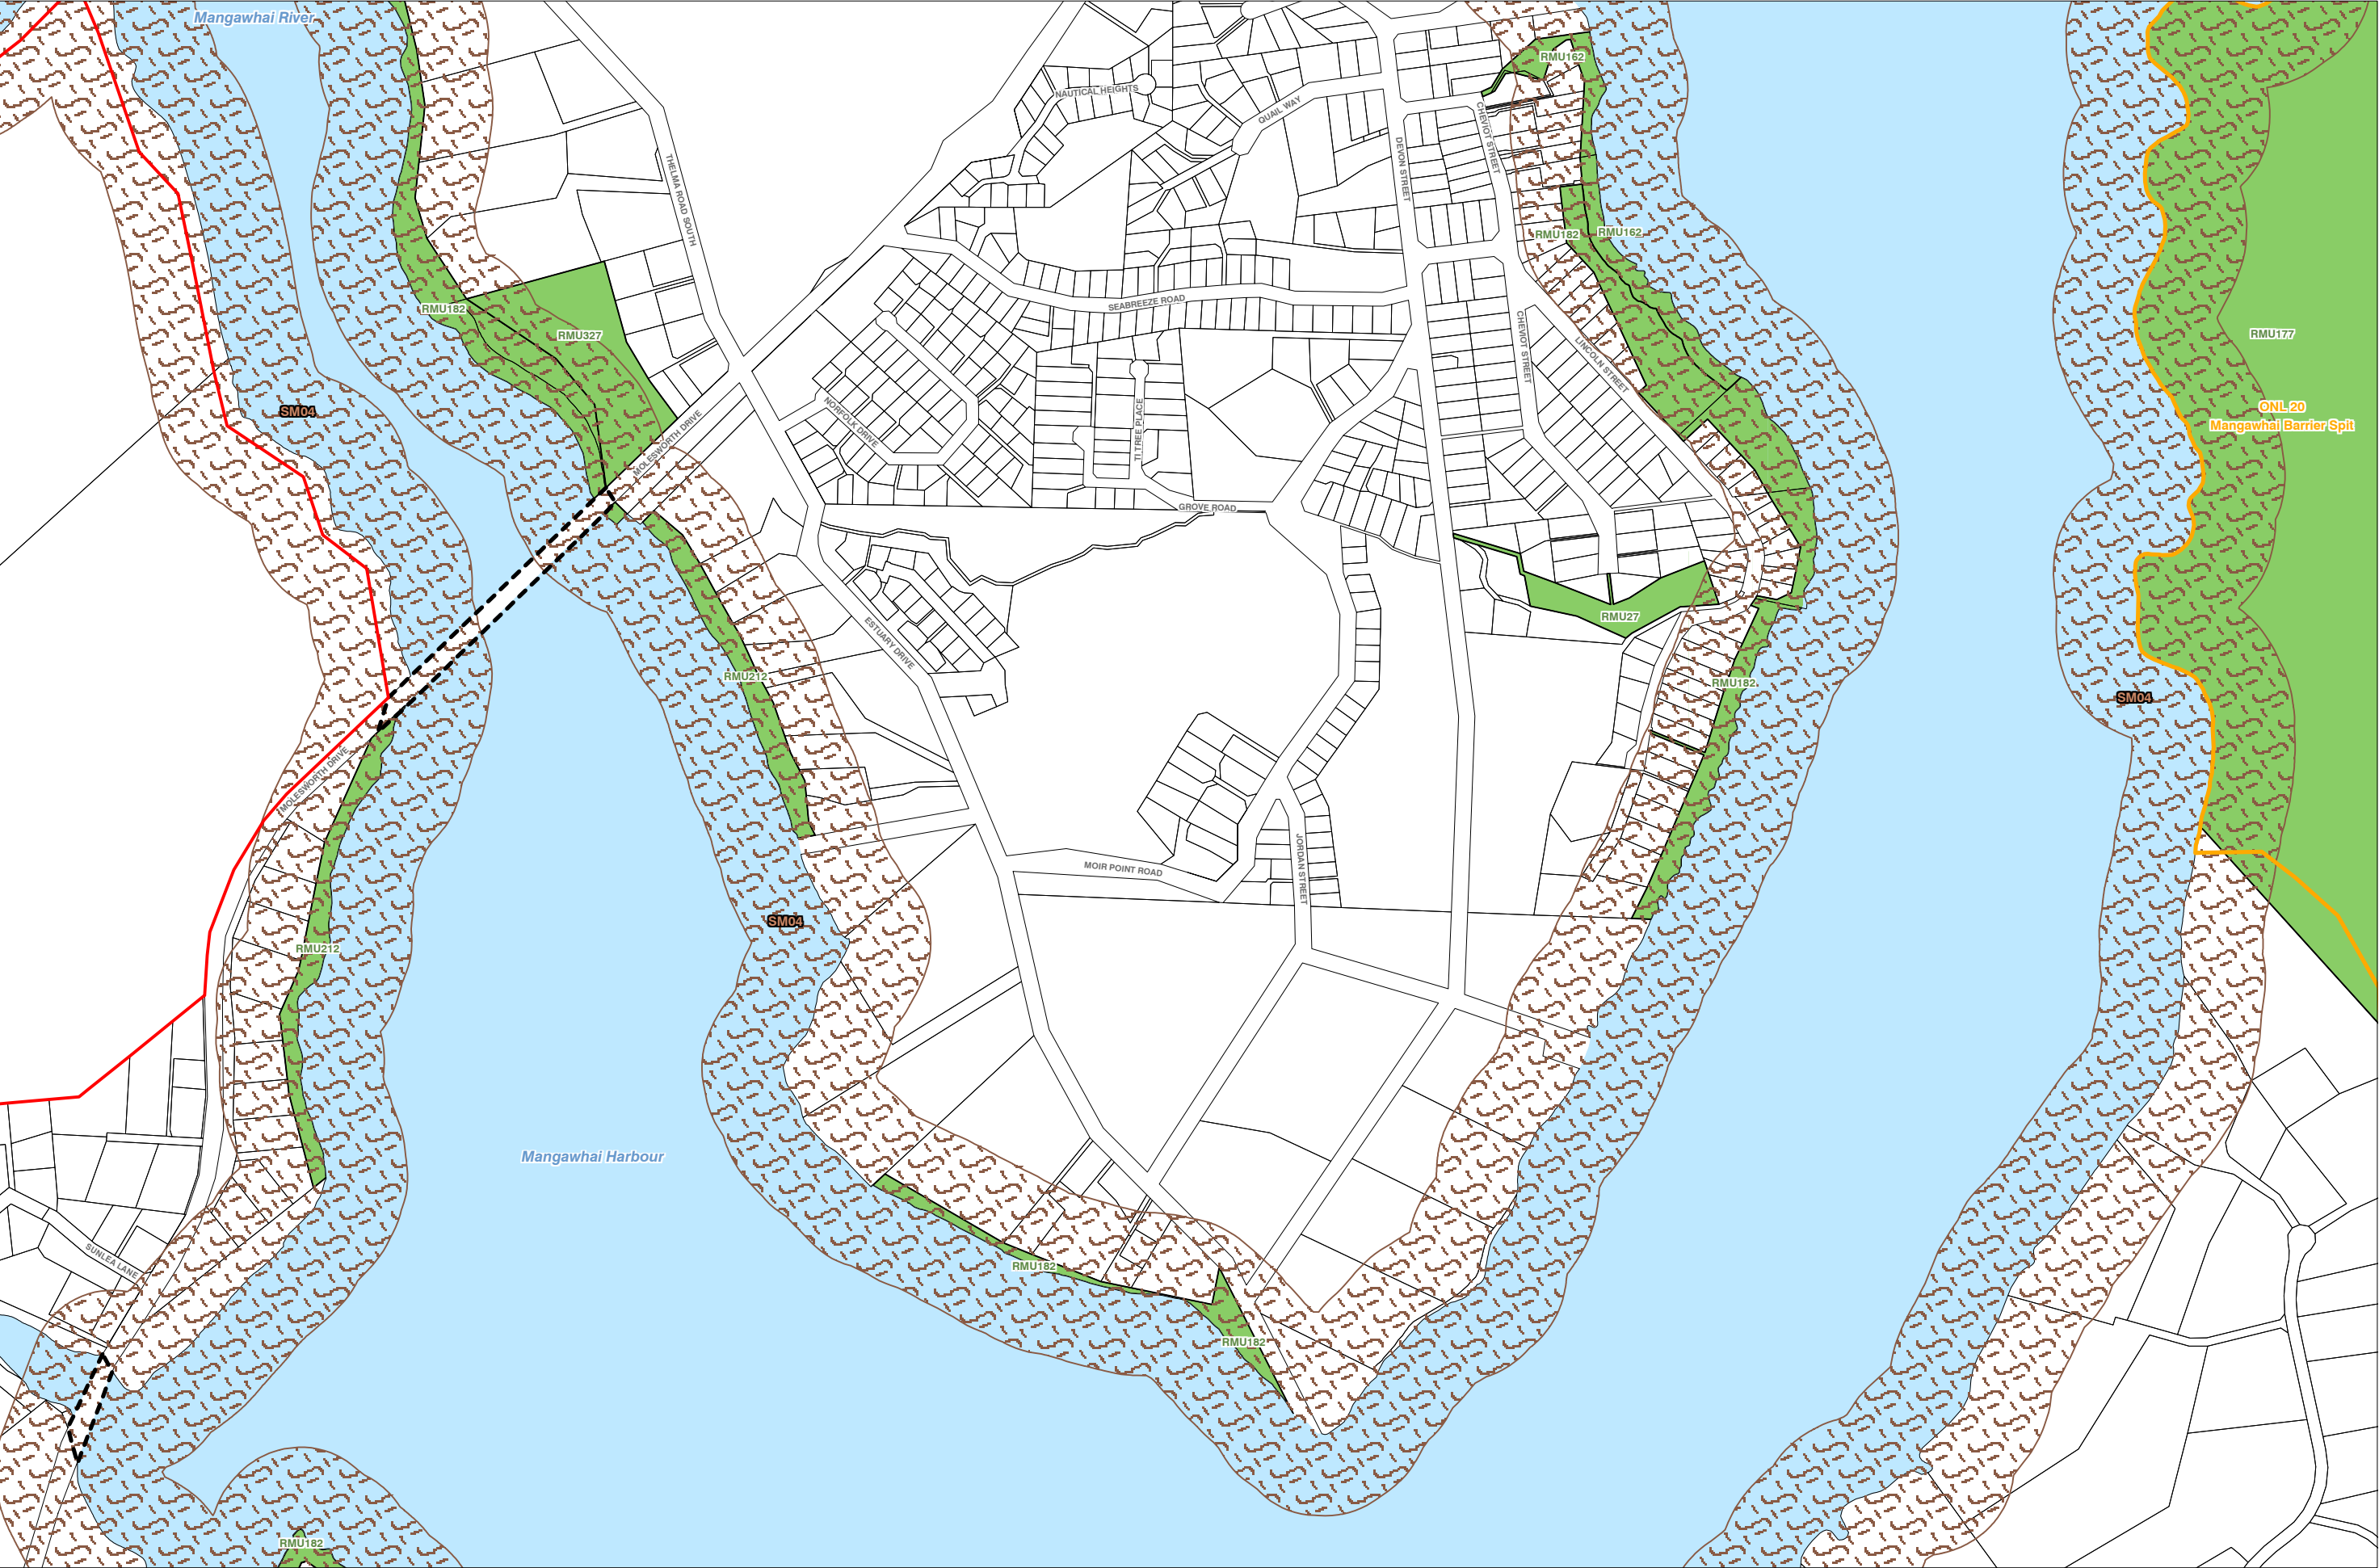 Mangawhai River
RMU162
NAUTICAL HEIGHTS
QUAIL WAY
CHEVIOT STREET
DEVON STREET
THELMA ROAD SOUTH
RMU182
RMU162
SEABREEZE ROAD
RMU182
RMU327
CHEVIOT STREET
LINCOLN STREET
RMU177
SM04
ONL 20
Mangawhai Barrier Spit
NORFOLK DRIVE
TI TREE PLACE
MOLESWORTH DRIVE
GROVE ROAD
ESTUARY DRIVE
RMU27
RMU212
RMU182
SM04
MOLESWORTH DRIVE
MOIR POINT ROAD
JORDAN STREET
SM04
RMU212
Mangawhai Harbour
SUNLEA LANE
RMU182
RMU182
RMU182